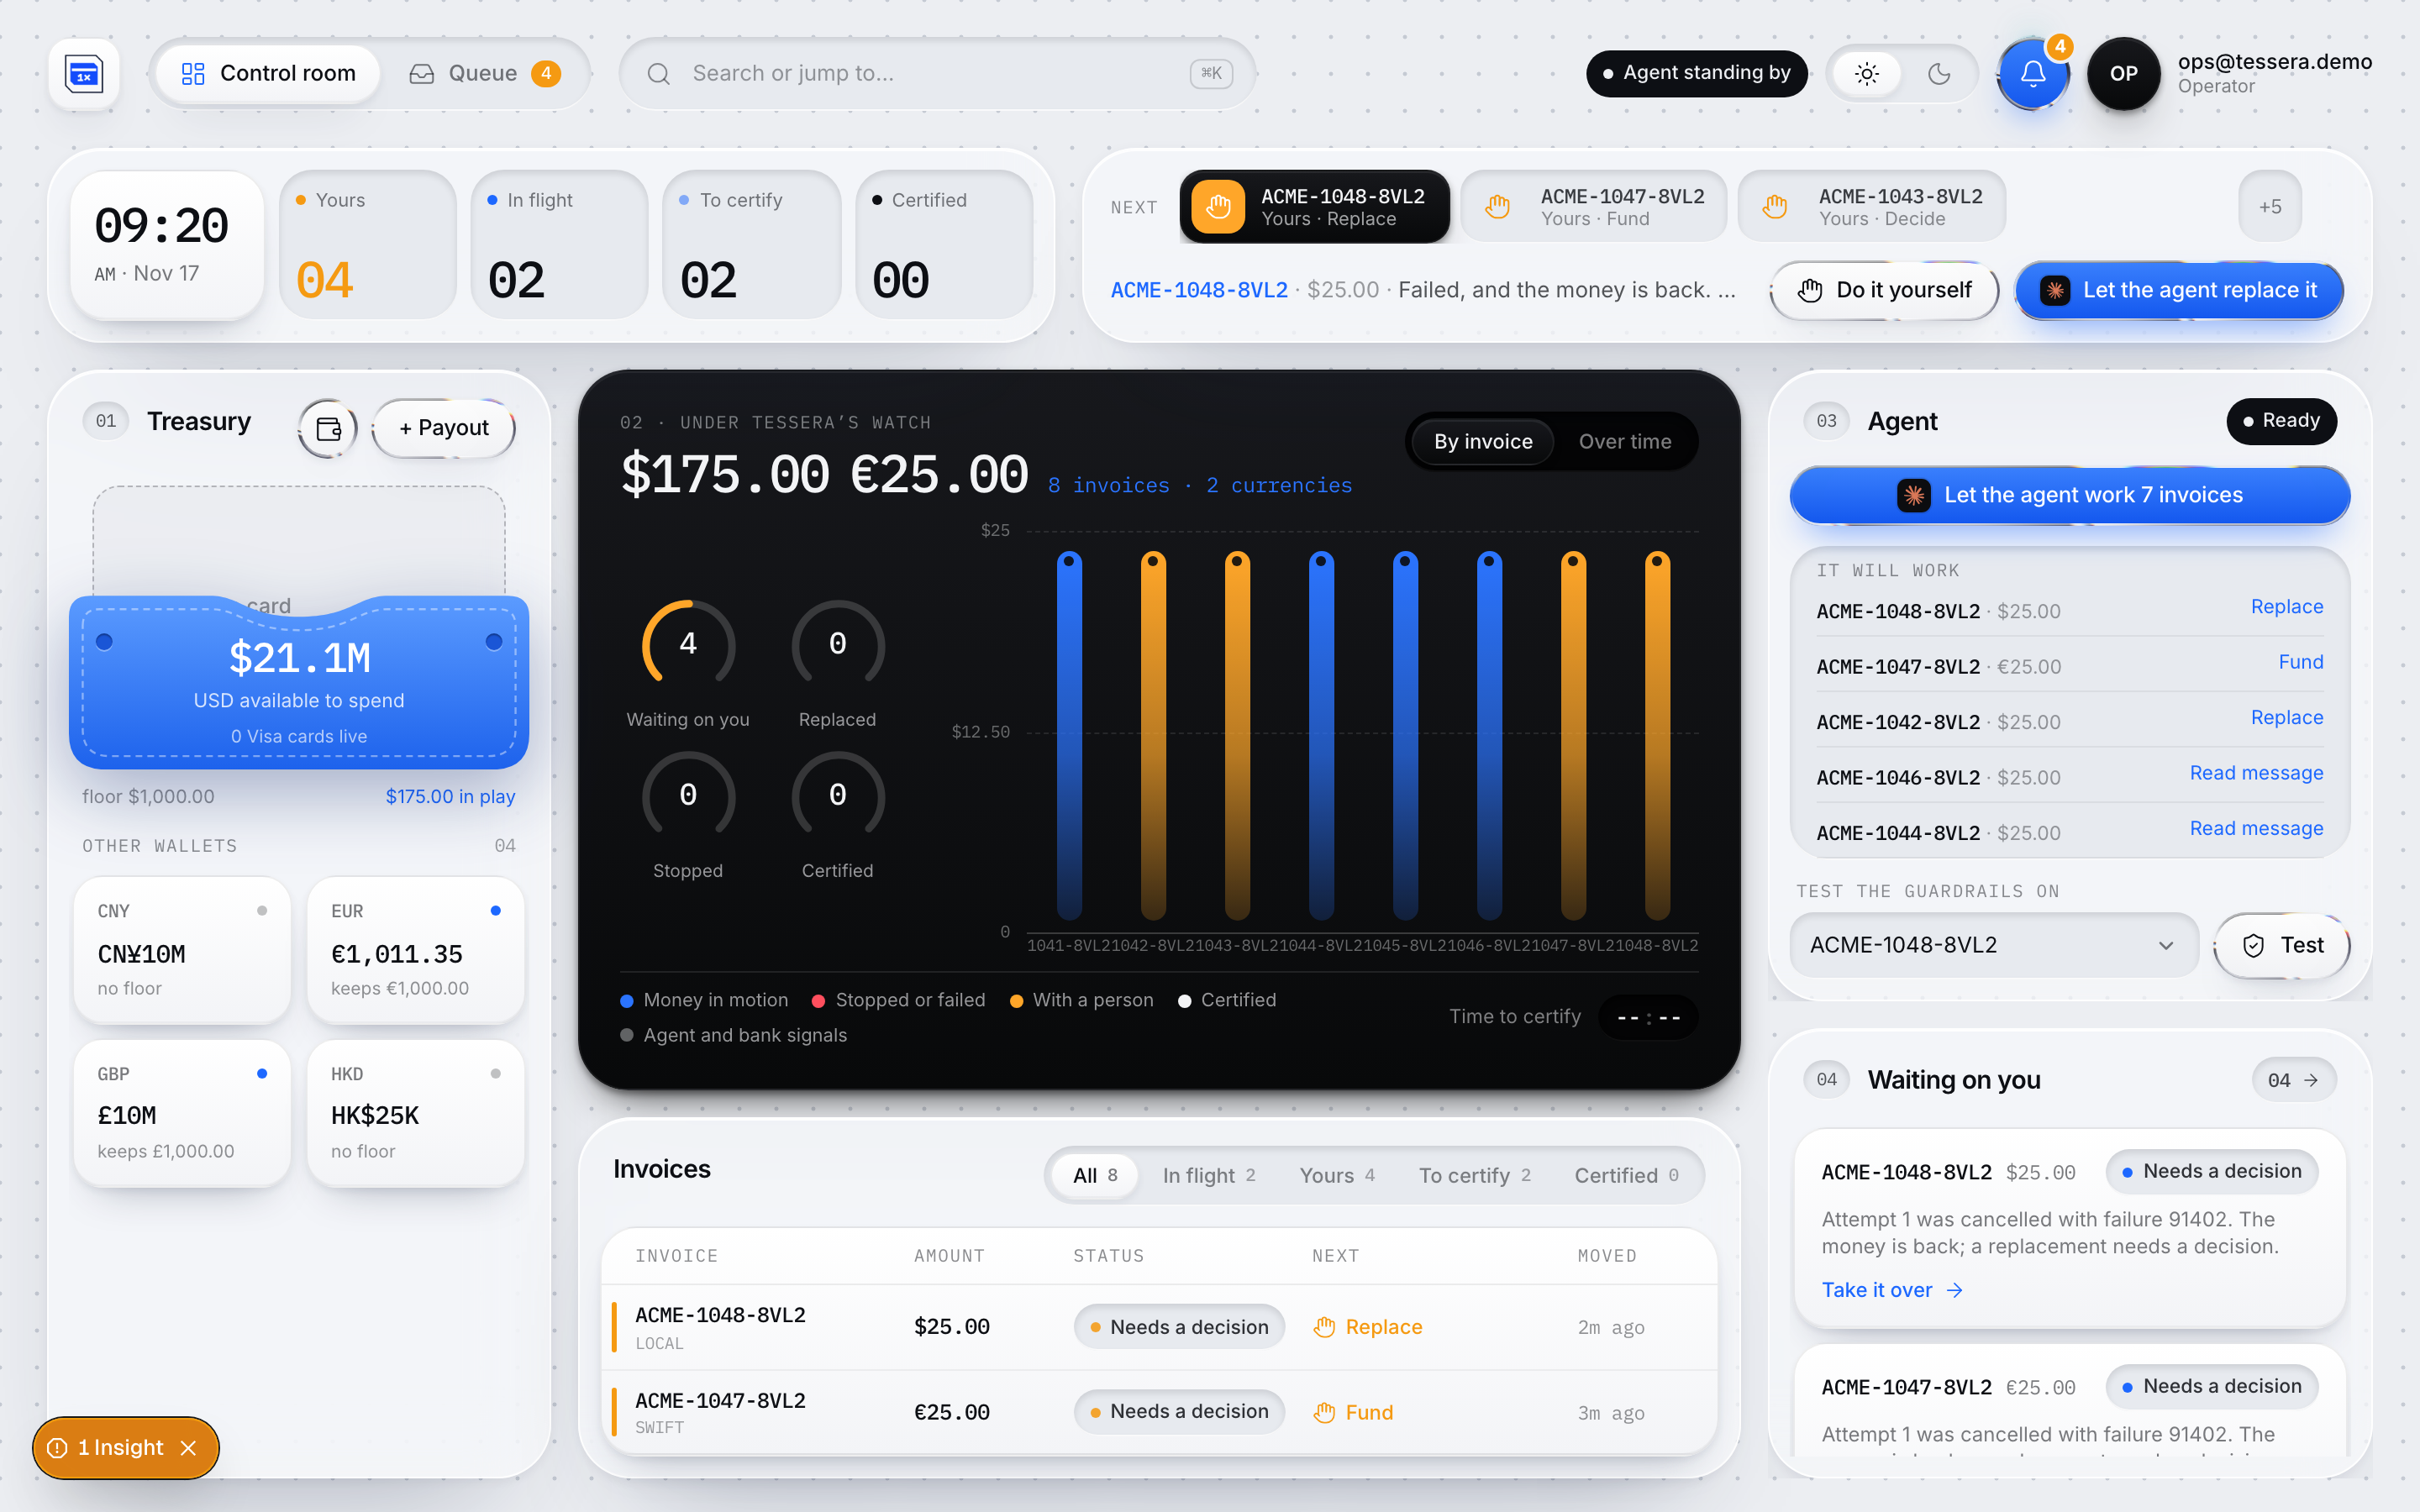 1×
Control room
Queue 4
Search or jump to...
⌘K
Agent standing by
4
OP
ops@tessera.demo
Operator
09:20
AM · Nov 17
Yours
04
In flight
02
To certify
02
Certified
00
NEXT
ACME-1048-8VL2
Yours · Replace
ACME-1047-8VL2
Yours · Fund
ACME-1043-8VL2
Yours · Decide
+5
ACME-1048-8VL2 · $25.00 · Failed, and the money is back. ...
Do it yourself
Let the agent replace it
01 Treasury
+ Payout
card
$21.1M
USD available to spend
0 Visa cards live
floor $1,000.00
$175.00 in play
OTHER WALLETS 04
CNY
CN¥10M
no floor
EUR
€1,011.35
keeps €1,000.00
GBP
£10M
keeps £1,000.00
HKD
HK$25K
no floor
1 Insight
02 · UNDER TESSERA’S WATCH
$175.00 €25.00 8 invoices · 2 currencies
By invoice
Over time
4
Waiting on you
0
Replaced
0
Stopped
0
Certified
$25
$12.50
0
1041-8VL2 1042-8VL2 1043-8VL2 1044-8VL2 1045-8VL2 1046-8VL2 1047-8VL2 1048-8VL2
Money in motion
Stopped or failed
With a person
Certified
Agent and bank signals
Time to certify --:--
Invoices
All 8
In flight 2
Yours 4
To certify 2
Certified 0
INVOICE AMOUNT STATUS NEXT MOVED
ACME-1048-8VL2 $25.00 Needs a decision Replace 2m ago
LOCAL
ACME-1047-8VL2 €25.00 Needs a decision Fund 3m ago
SWIFT
03 Agent
Ready
Let the agent work 7 invoices
IT WILL WORK
ACME-1048-8VL2 · $25.00 Replace
ACME-1047-8VL2 · €25.00 Fund
ACME-1042-8VL2 · $25.00 Replace
ACME-1046-8VL2 · $25.00 Read message
ACME-1044-8VL2 · $25.00 Read message
TEST THE GUARDRAILS ON
ACME-1048-8VL2
Test
04 Waiting on you
04 →
ACME-1048-8VL2 $25.00 Needs a decision
Attempt 1 was cancelled with failure 91402. The
money is back; a replacement needs a decision.
Take it over →
ACME-1047-8VL2 €25.00 Needs a decision
Attempt 1 was cancelled with failure 91402. The